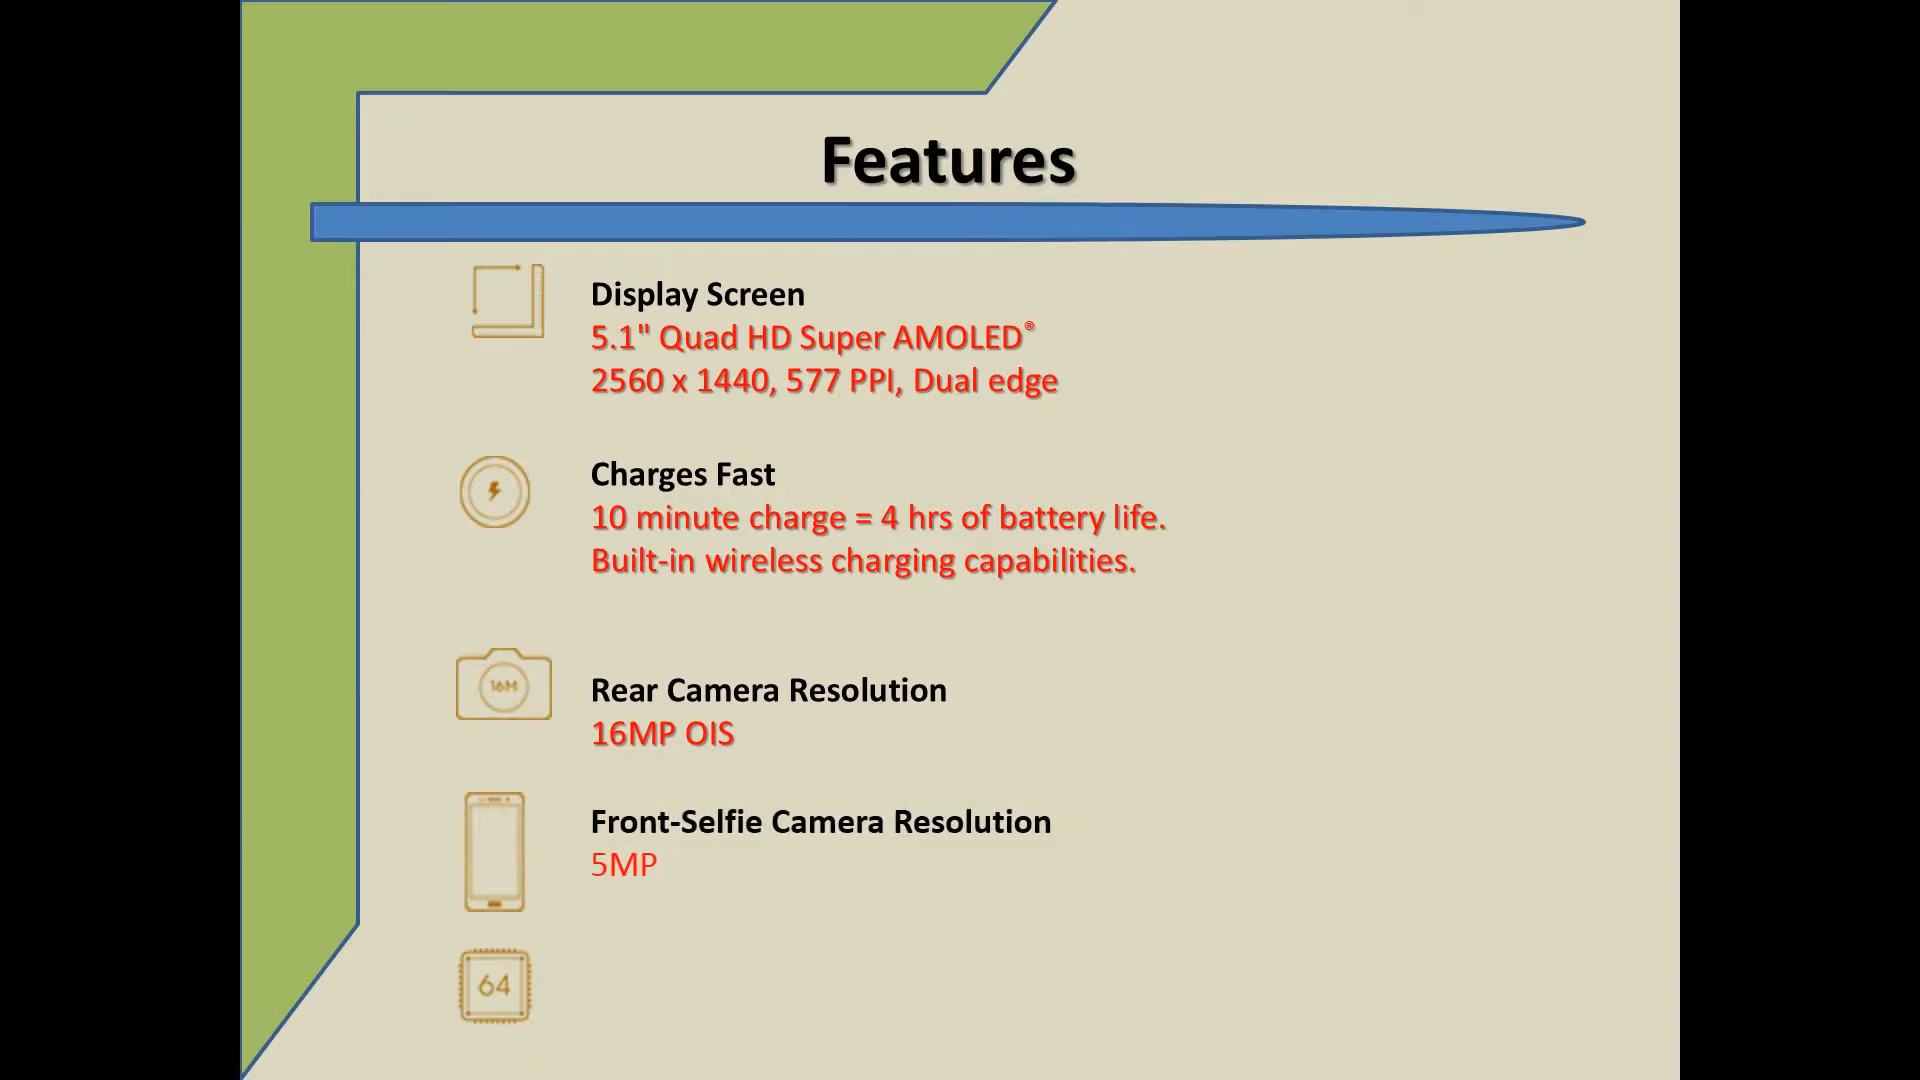 Features
Display Screen
5.1" Quad HD Super AMOLED®
2560 x 1440, 577 PPI, Dual edge
Charges Fast
10 minute charge = 4 hrs of battery life.
Built-in wireless charging capabilities.
16M
Rear Camera Resolution
16MP OIS
Front-Selfie Camera Resolution
5MP
64